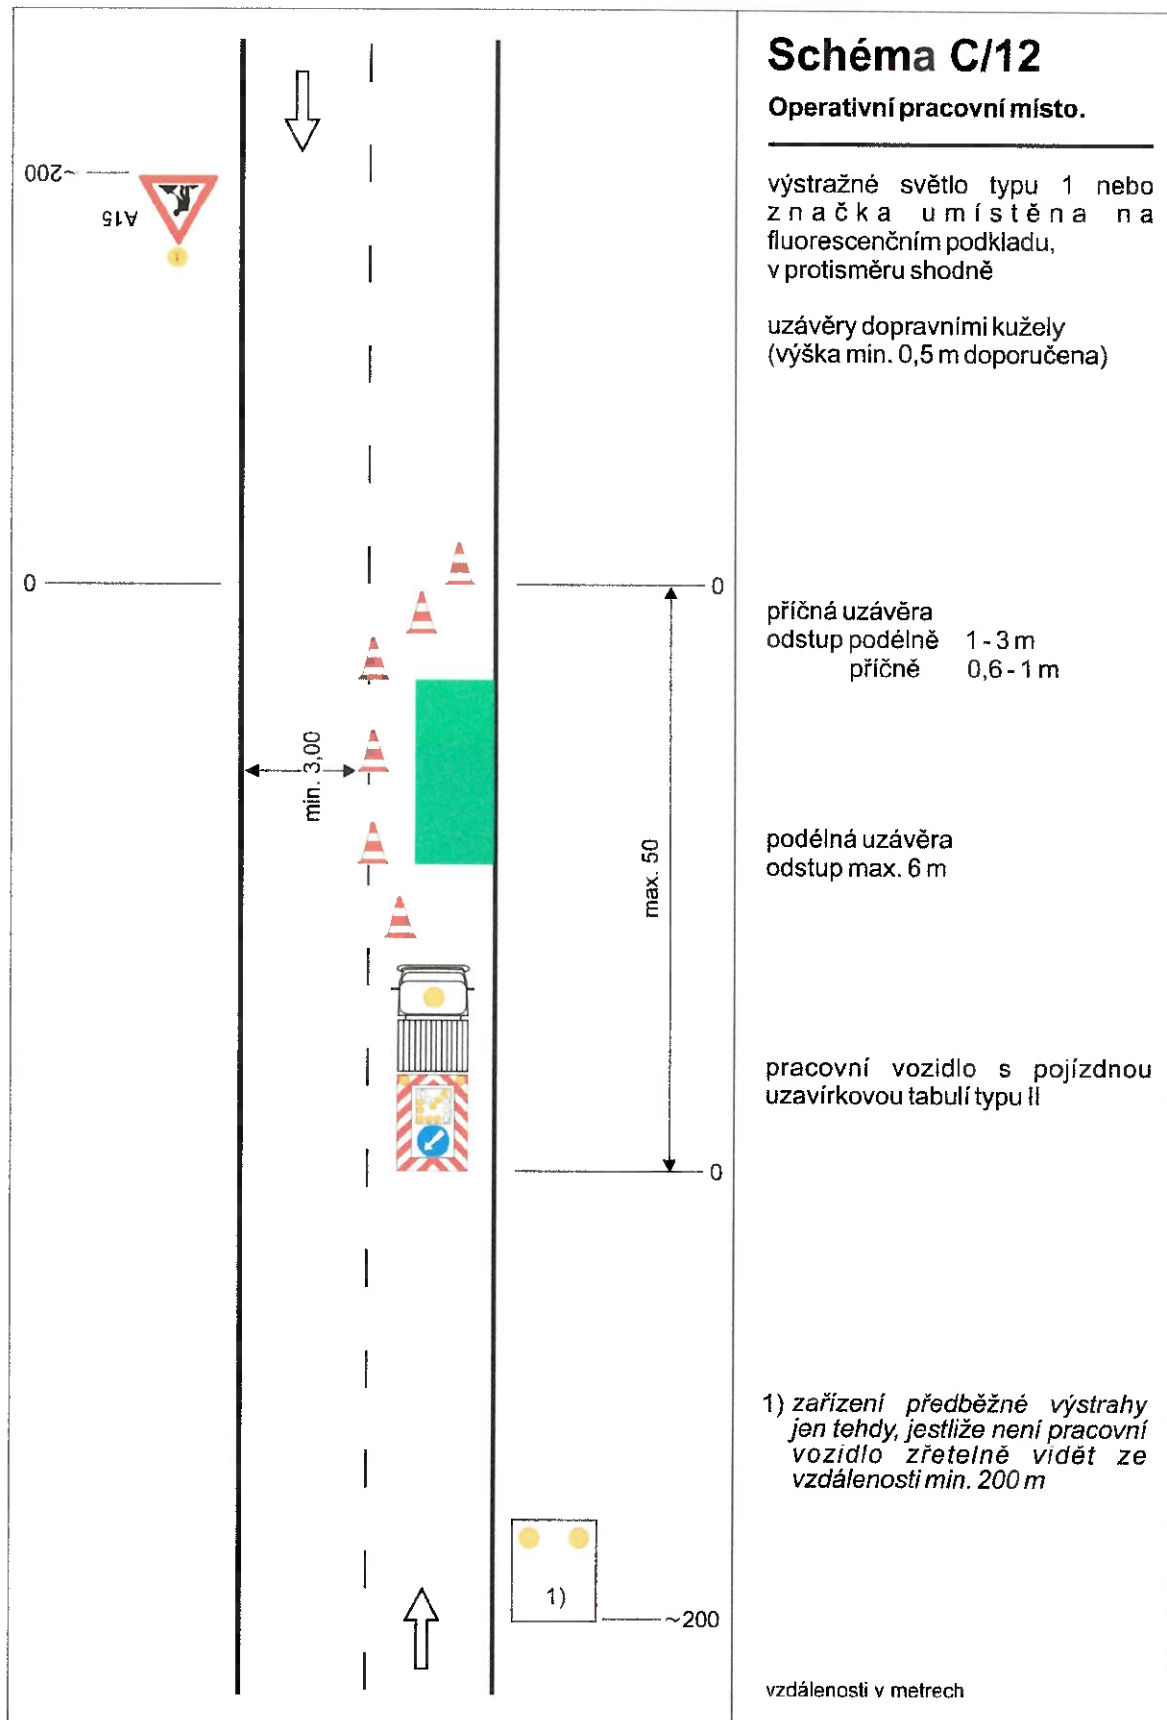 Schéma C/12
Operativní pracovní místo.
výstražné světlo typu 1 nebo
značka umístěna na
fluorescenčním podkladu,
v protisměru shodně
uzávěry dopravními kužely
(výška min. 0,5 m doporučena)
příčná uzávěra
odstup podélně 1 - 3 m
příčně 0,6 - 1 m
podélná uzávěra
odstup max. 6 m
pracovní vozidlo s pojízdnou
uzavírkovou tabulí typu II
1) zařízení předběžné výstrahy
jen tehdy, jestliže není pracovní
vozidlo zřetelně vidět ze
vzdálenosti min. 200 m
vzdálenosti v metrech
~200
A15
1
0
0
min. 3,00
max. 50
0
1)
~200